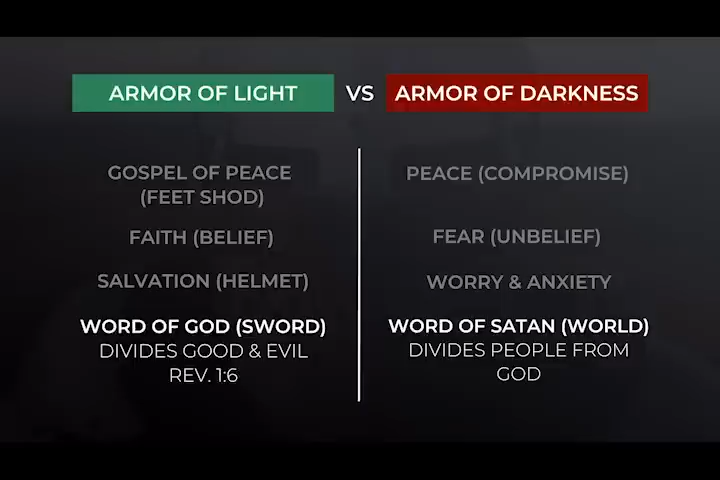 ARMOR OF LIGHT VS ARMOR OF DARKNESS
GOSPEL OF PEACE
(FEET SHOD)
PEACE (COMPROMISE)
FAITH (BELIEF)
FEAR (UNBELIEF)
SALVATION (HELMET)
WORRY & ANXIETY
WORD OF GOD (SWORD)
DIVIDES GOOD & EVIL
REV. 1:6
WORD OF SATAN (WORLD)
DIVIDES PEOPLE FROM
GOD